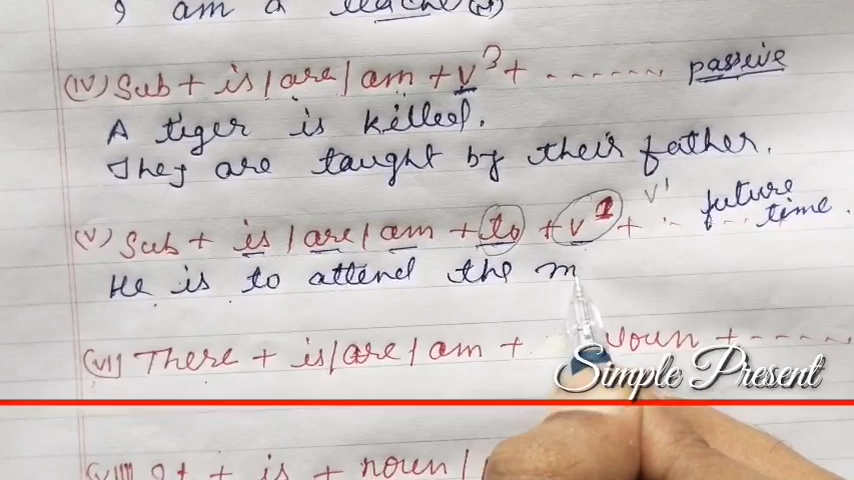 I am a teacher(N)
(IV) Sub + is / are / am + V3 + ........ passive
A tiger is killed.
They are taught by their father.
V1
(V) Sub + is / are / am + to + V1 + ........ future time.
He is to attend the m
(VI) There + is / are / am + Noun + ......
Simple Present
It + is + noun /